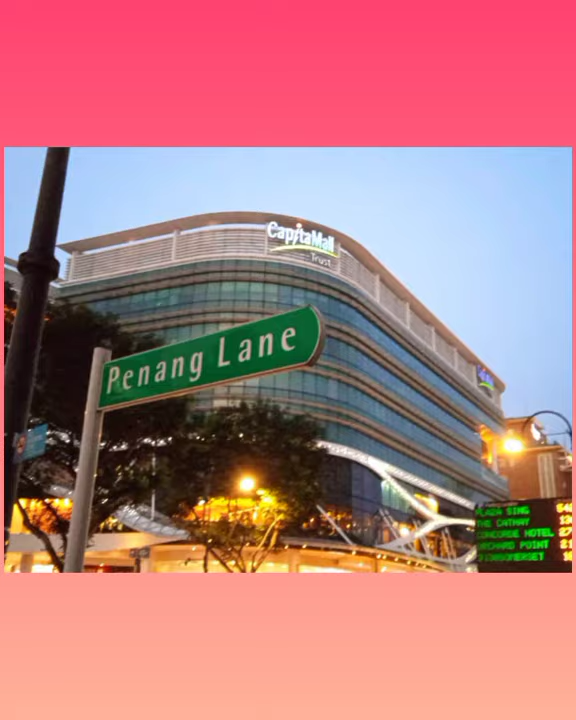 CapitaMall
Trust
Penang Lane
PLAZA SING
THE CATHAY
CONCORDE HOTEL
ORCHARD POINT